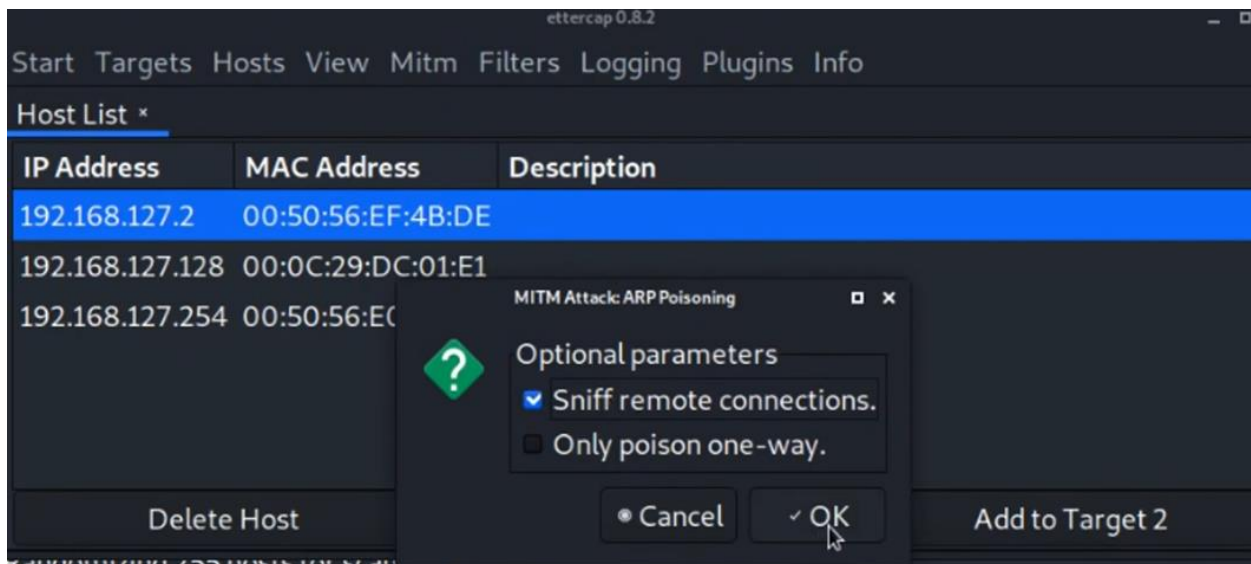 ettercap 0.8.2
Start Targets Hosts View Mitm Filters Logging Plugins Info
Host List ×
IP Address MAC Address Description
192.168.127.2 00:50:56:EF:4B:DE
192.168.127.128 00:0C:29:DC:01:E1
192.168.127.254 00:50:56:E
MITM Attack: ARP Poisoning
Optional parameters
Sniff remote connections.
Only poison one-way.
Cancel OK
Delete Host Add to Target 2